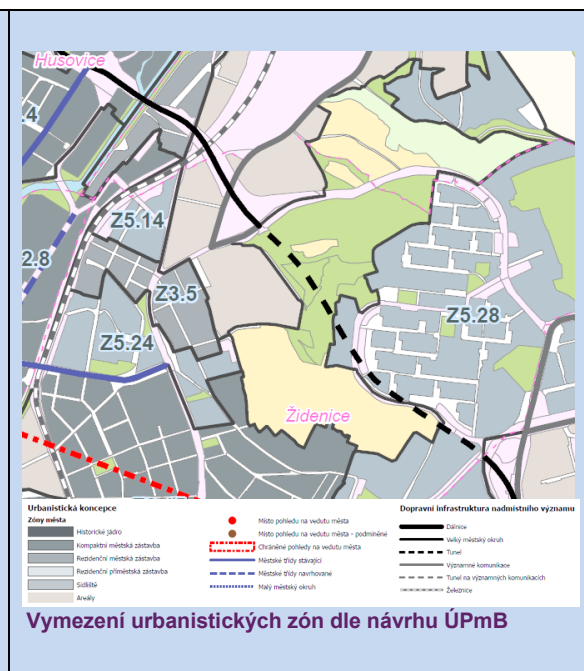 Husovice
.4
Z5.14
2.8
Z3.5
Z5.28
Z5.24
Židenice
Urbanistická koncepce
Zóny města
Historické jádro
Kompaktní městská zástavba
Rezidenční městská zástavba
Rezidenční příměstská zástavba
Sídliště
Areály
Místo pohledu na vedutu města
Místo pohledu na vedutu města - podmíněné
Chráněné pohledy na vedutu města
Městské třídy stávající
Městské třídy navrhované
Malý městský okruh
Dopravní infrastruktura nadmístního významu
Dálnice
Velký městský okruh
Tunel
Významné komunikace
Tunel na významných komunikacích
Železnice
Vymezení urbanistických zón dle návrhu ÚPmB